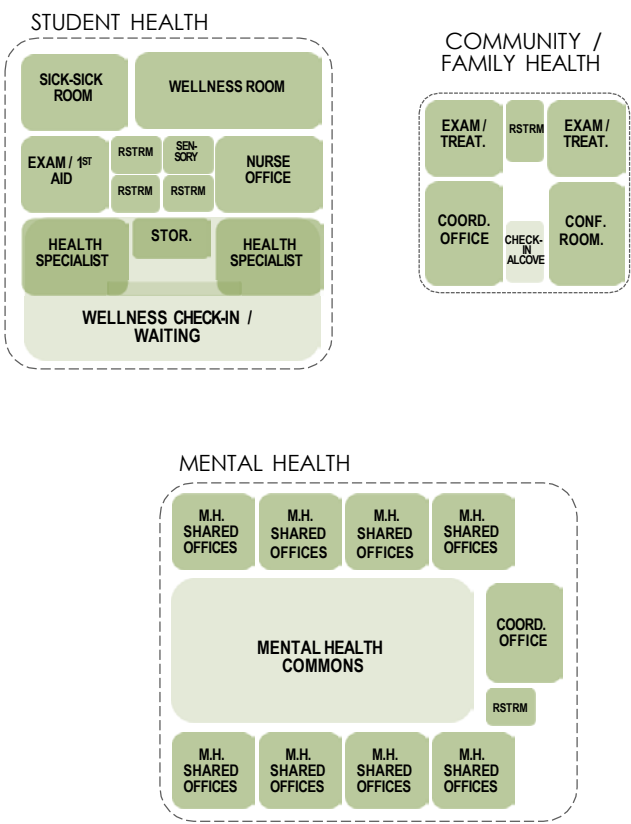 STUDENT HEALTH
SICK-SICK
ROOM
WELLNESS ROOM
EXAM / 1ST
AID
RSTRM
SEN-
SORY
RSTRM
RSTRM
NURSE
OFFICE
HEALTH
SPECIALIST
STOR.
HEALTH
SPECIALIST
WELLNESS CHECK-IN /
WAITING
COMMUNITY /
FAMILY HEALTH
EXAM /
TREAT.
RSTRM
EXAM /
TREAT.
COORD.
OFFICE
CHECK-
IN
ALCOVE
CONF.
ROOM.
MENTAL HEALTH
M.H.
SHARED
OFFICES
M.H.
SHARED
OFFICES
M.H.
SHARED
OFFICES
M.H.
SHARED
OFFICES
MENTAL HEALTH
COMMONS
COORD.
OFFICE
RSTRM
M.H.
SHARED
OFFICES
M.H.
SHARED
OFFICES
M.H.
SHARED
OFFICES
M.H.
SHARED
OFFICES